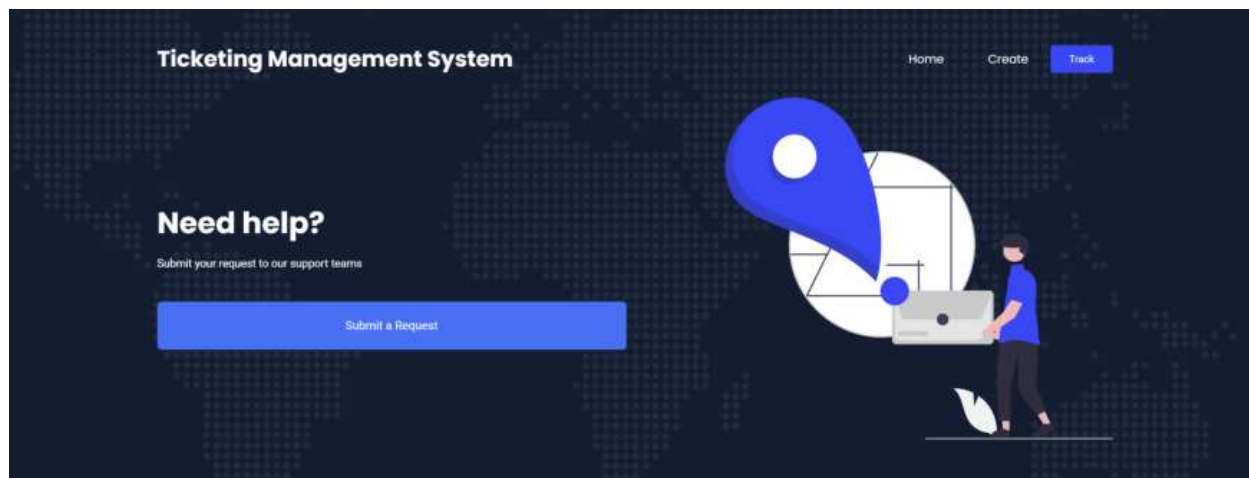 Ticketing Management System
Home
Create
Track
Need help?
Submit your request to our support teams
Submit a Request